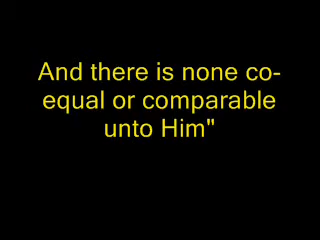 And there is none co-
equal or comparable
unto Him"